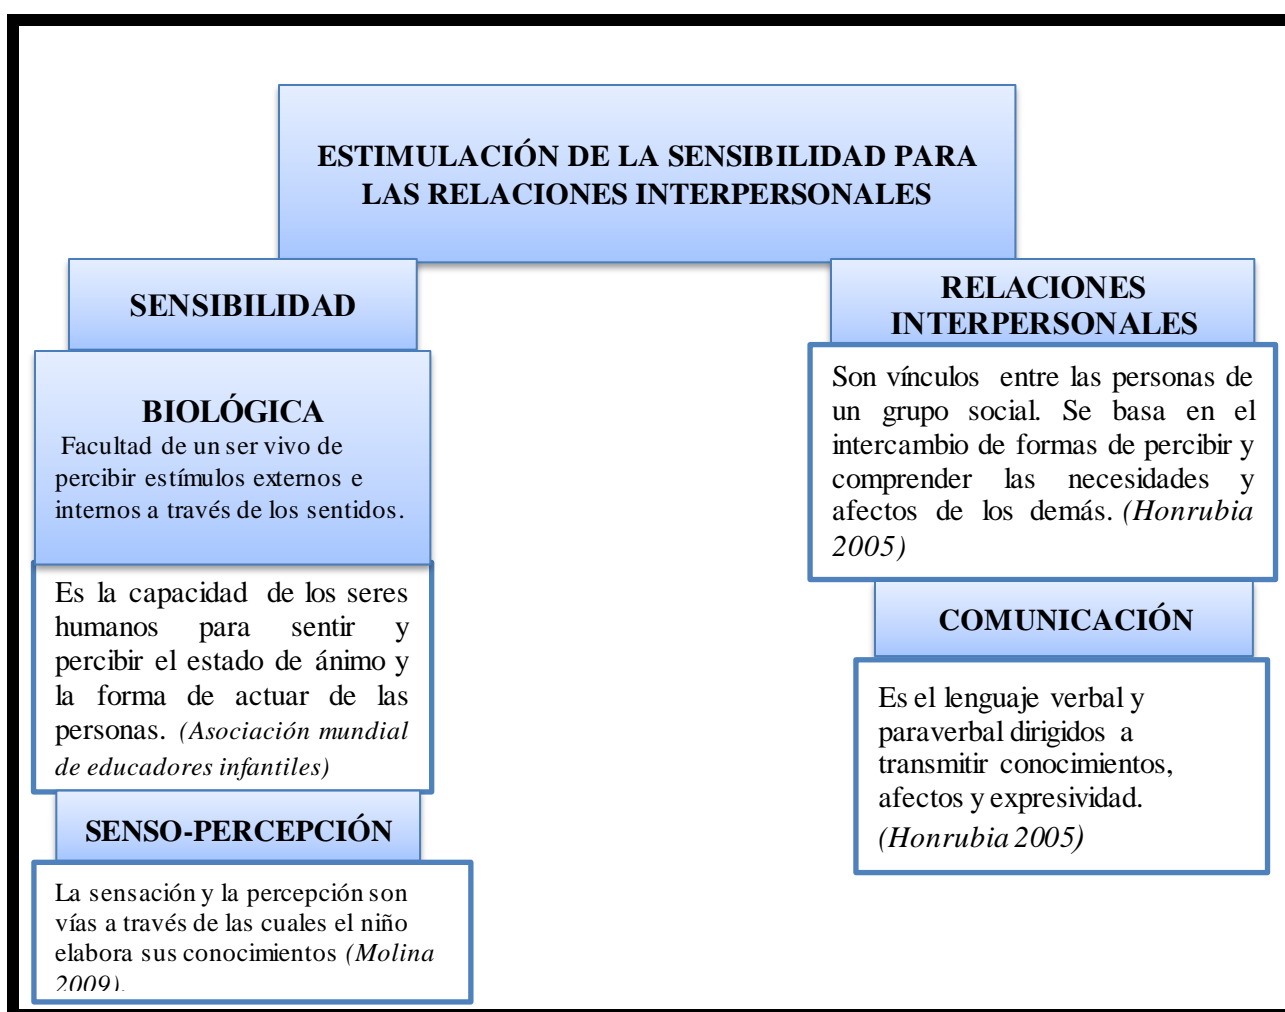 ESTIMULACIÓN DE LA SENSIBILIDAD PARA
LAS RELACIONES INTERPERSONALES
SENSIBILIDAD
BIOLÓGICA
Facultad de un ser vivo de
percibir estímulos externos e
internos a través de los sentidos.
Es la capacidad de los seres
humanos para sentir y
percibir el estado de ánimo y
la forma de actuar de las
personas. (Asociación mundial
de educadores infantiles)
SENSO-PERCEPCIÓN
La sensación y la percepción son
vías a través de las cuales el niño
elabora sus conocimientos (Molina
2009).
RELACIONES
INTERPERSONALES
Son vínculos entre las personas de
un grupo social. Se basa en el
intercambio de formas de percibir y
comprender las necesidades y
afectos de los demás. (Honrubia
2005)
COMUNICACIÓN
Es el lenguaje verbal y
paraverbal dirigidos a
transmitir conocimientos,
afectos y expresividad.
(Honrubia 2005)